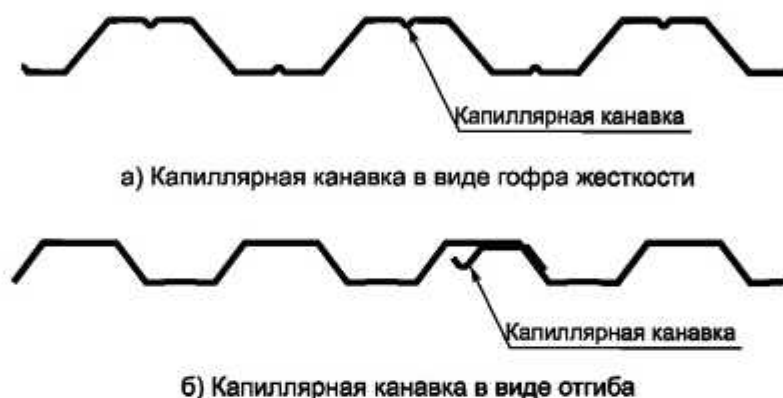 Капиллярная канавка
а) Капиллярная канавка в виде гофра жесткости
Капиллярная канавка
б) Капиллярная канавка в виде отгиба